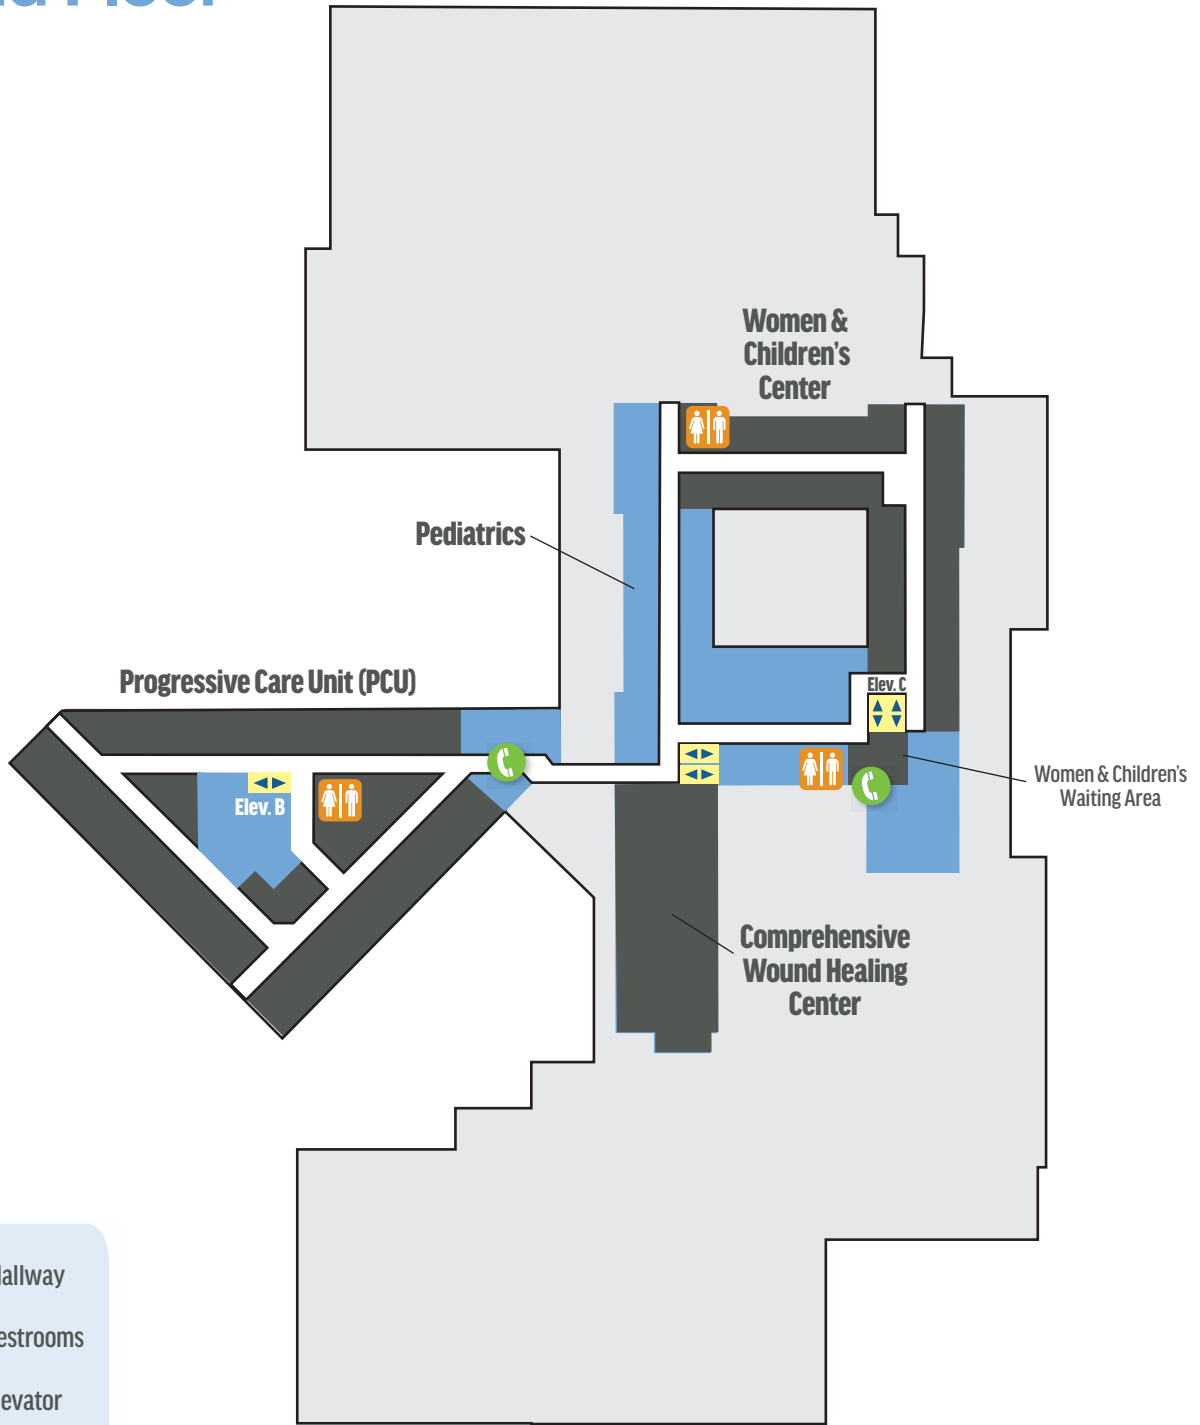 Floor
Women &
Children's
Center
Pediatrics
Progressive Care Unit (PCU)
Elev. C
Elev. B
Women & Children's
Waiting Area
Comprehensive
Wound Healing
Center
allway
estrooms
evator